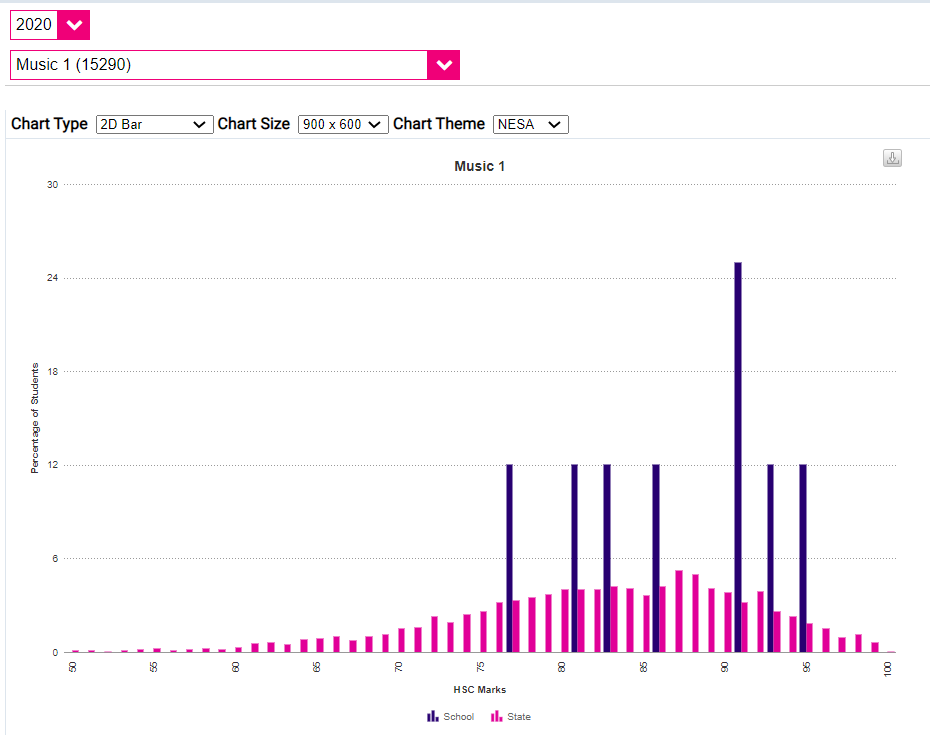 2020
Music 1 (15290)
Chart Type 2D Bar Chart Size 900 x 600 Chart Theme NESA
Music 1
30
24
18
12
6
0
Percentage of Students
50 55 60 65 70 75 80 85 90 95 100
HSC Marks
School State